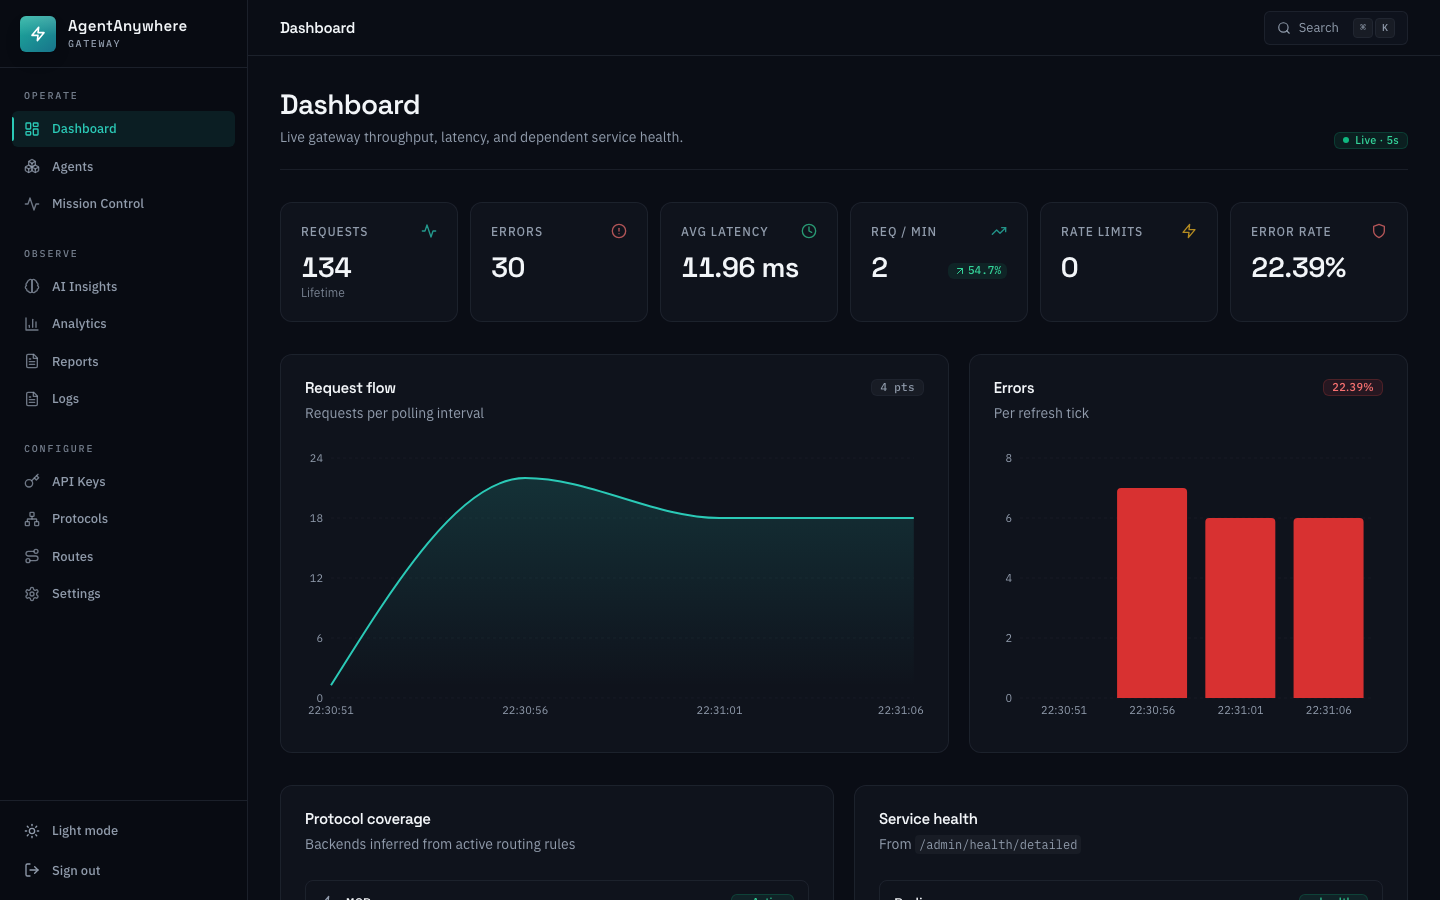 AgentAnywhere
GATEWAY
OPERATE
Dashboard
Agents
Mission Control
OBSERVE
AI Insights
Analytics
Reports
Logs
CONFIGURE
API Keys
Protocols
Routes
Settings
Light mode
Sign out
Dashboard
Search ⌘ K
Dashboard
Live gateway throughput, latency, and dependent service health.
Live · 5s
REQUESTS
134
Lifetime
ERRORS
30
AVG LATENCY
11.96 ms
REQ / MIN
2
54.7%
RATE LIMITS
0
ERROR RATE
22.39%
Request flow
4 pts
Requests per polling interval
24
18
12
6
0
22:30:51 22:30:56 22:31:01 22:31:06
Errors
22.39%
Per refresh tick
8
6
4
2
0
22:30:51 22:30:56 22:31:01 22:31:06
Protocol coverage
Backends inferred from active routing rules
Service health
From /admin/health/detailed